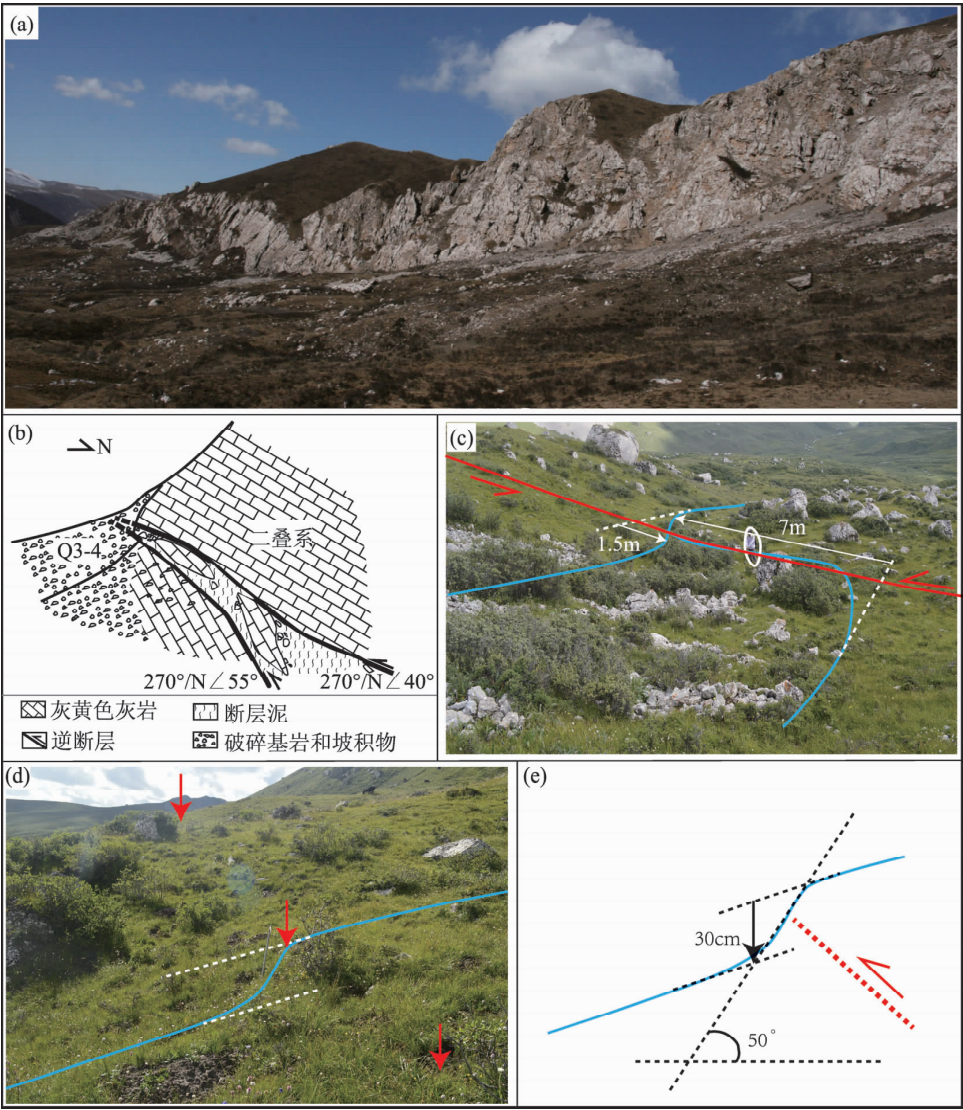 (a)
(b)
N
二叠系
Q3-4
270°/N∠55°
270°/N∠40°
灰黄色灰岩
断层泥
逆断层
破碎基岩和坡积物
(c)
7m
1.5m
(d)
(e)
30cm
50°